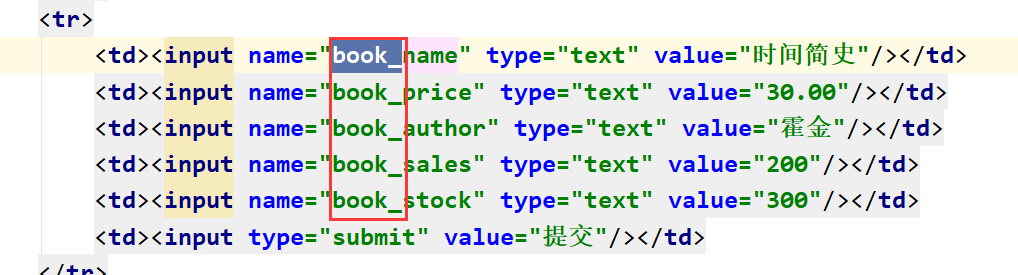 <tr>
<td><input name="book_name" type="text" value="时间简史"/></td>
<td><input name="book_price" type="text" value="30.00"/></td>
<td><input name="book_author" type="text" value="霍金"/></td>
<td><input name="book_sales" type="text" value="200"/></td>
<td><input name="book_stock" type="text" value="300"/></td>
<td><input type="submit" value="提交"/></td>
</tr>